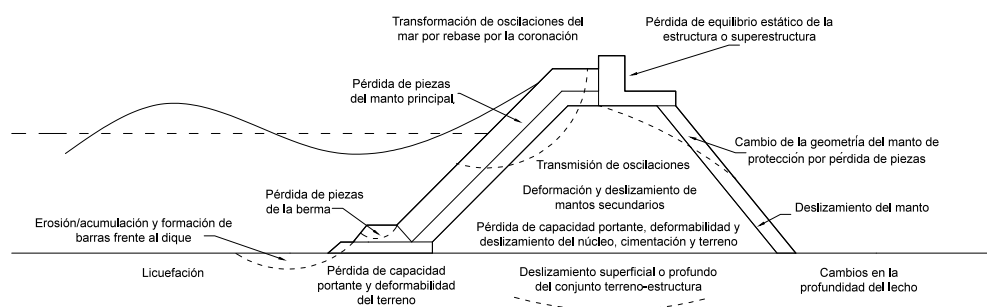 Transformación de oscilaciones del
mar por rebase por la coronación
Pérdida de equilibrio estático de la
estructura o superestructura
Pérdida de piezas
del manto principal
Cambio de la geometría del manto de
protección por pérdida de piezas
Transmisión de oscilaciones
Deformación y deslizamiento de
mantos secundarios
Pérdida de piezas
de la berma
Deslizamiento del manto
Erosión/acumulación y formación de
barras frente al dique
Pérdida de capacidad portante, deformabilidad y
deslizamiento del núcleo, cimentación y terreno
Licuefación
Pérdida de capacidad
portante y deformabilidad
del terreno
Deslizamiento superficial o profundo
del conjunto terreno-estructura
Cambios en la
profundidad del lecho